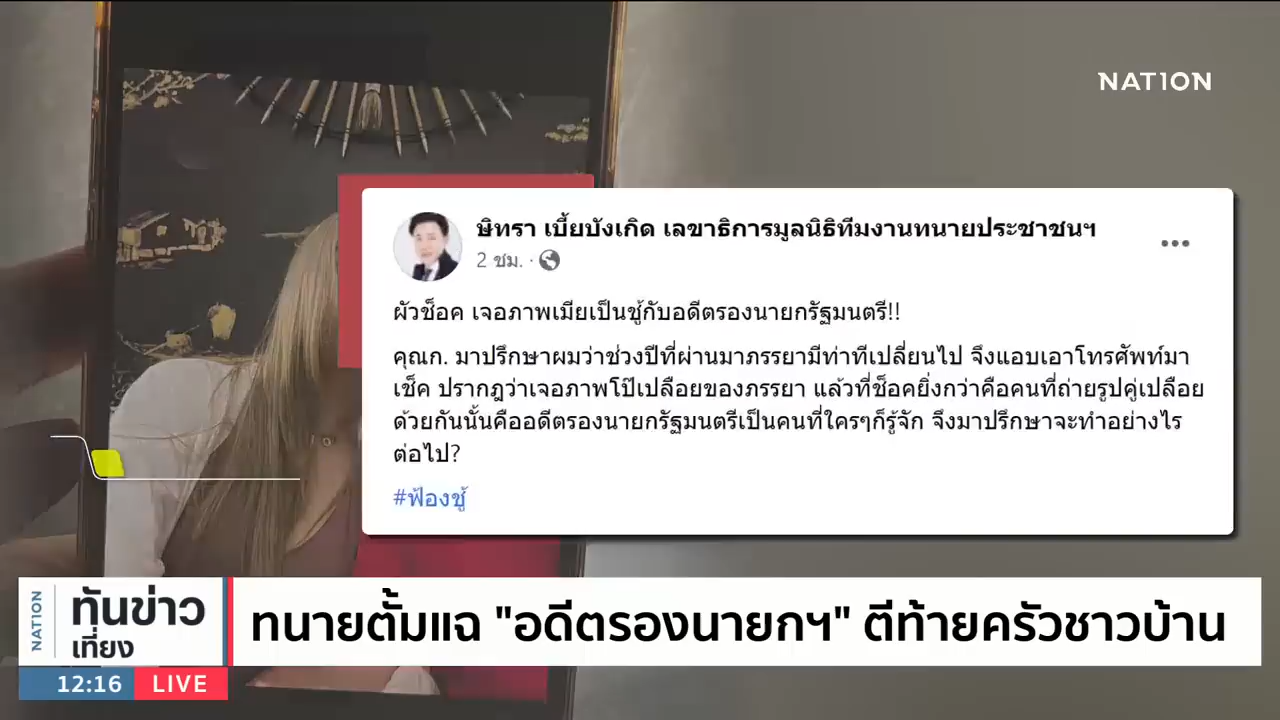 NATION
ษิทรา เบี้ยบังเกิด เลขาธิการมูลนิธิทีมงานทนายประชาชนฯ
2 ชม. ·
ผัวช็อค เจอภาพเมียเป็นชู้กับอดีตรองนายกรัฐมนตรี!!
คุณก. มาปรึกษาผมว่าช่วงปีที่ผ่านมาภรรยามีท่าทีเปลี่ยนไป จึงแอบเอาโทรศัพท์มา
เช็ค ปรากฎว่าเจอภาพโป๊เปลือยของภรรยา แล้วที่ช็อคยิ่งกว่าคือคนที่ถ่ายรูปคู่เปลือย
ด้วยกันนั้นคืออดีตรองนายกรัฐมนตรีเป็นคนที่ใครๆก็รู้จัก จึงมาปรึกษาจะทำอย่างไร
ต่อไป?
#ฟ้องชู้
NATION
ทันข่าว
เที่ยง
ทนายตั้มแฉ "อดีตรองนายกฯ" ตีท้ายครัวชาวบ้าน
12:16 LIVE